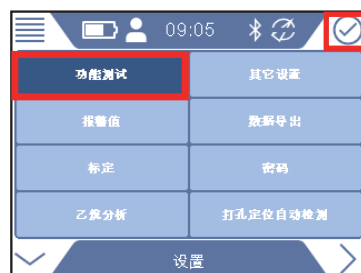 09:05
功能测试 其它设置
报警值 数据导出
标定 密码
乙炔分析 打孔定位自动检测
设置